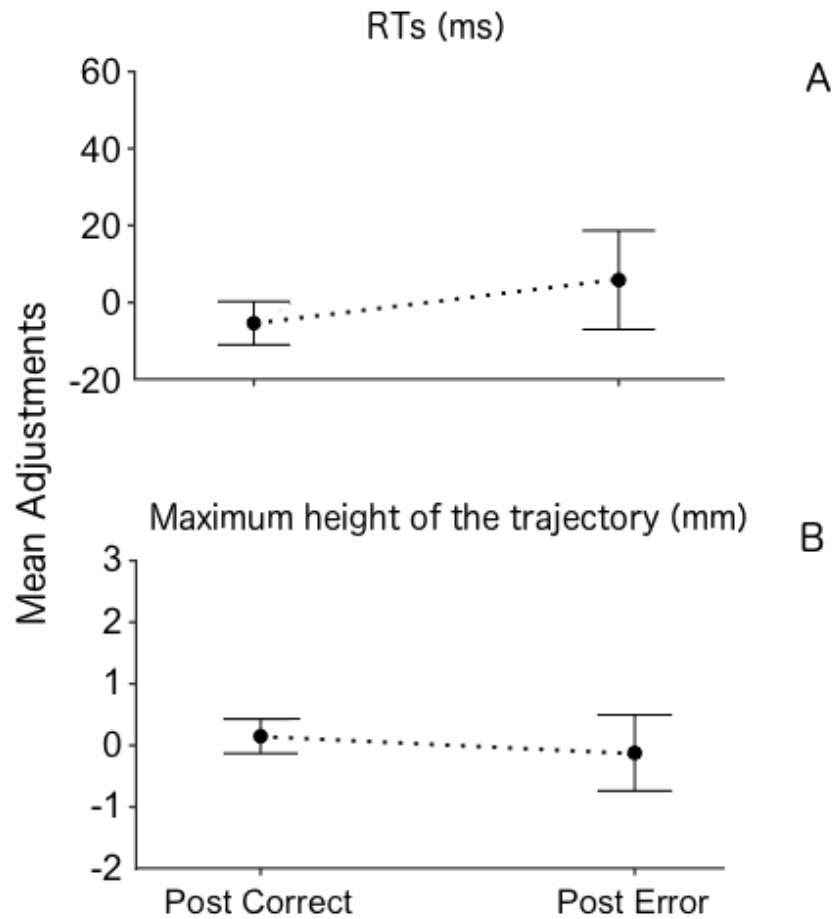 RTs (ms)
A
60
40
20
0
-20
Mean Adjustments
Maximum height of the trajectory (mm)
B
3
2
1
0
-1
-2
Post Correct
Post Error